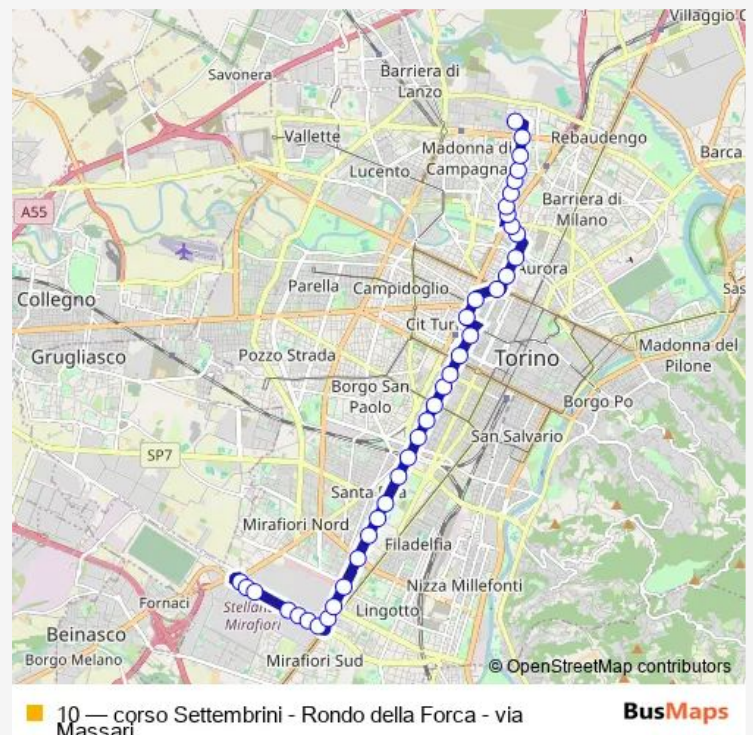 Villaggio
Savonera
Barriera di
Lanzo
Vallette
Madonna di
Campagna
Rebaudengo
Barca
Lucento
A55
Barriera di
Milano
Aurora
Parella
Campidoglio
Collegno
Cit Tur
Grugliasco
Pozzo Strada
Torino
Madonna del
Pilone
Borgo San
Paolo
Borgo Po
San Salvario
SP7
Santa
Mirafiori Nord
Filadelfia
Nizza Millefonti
Fornaci
Mirafiori
Lingotto
Beinasco
Borgo Melano
Mirafiori Sud
© OpenStreetMap contributors
10 — corso Settembrini - Rondo della Forca - via
Massari
BusMaps